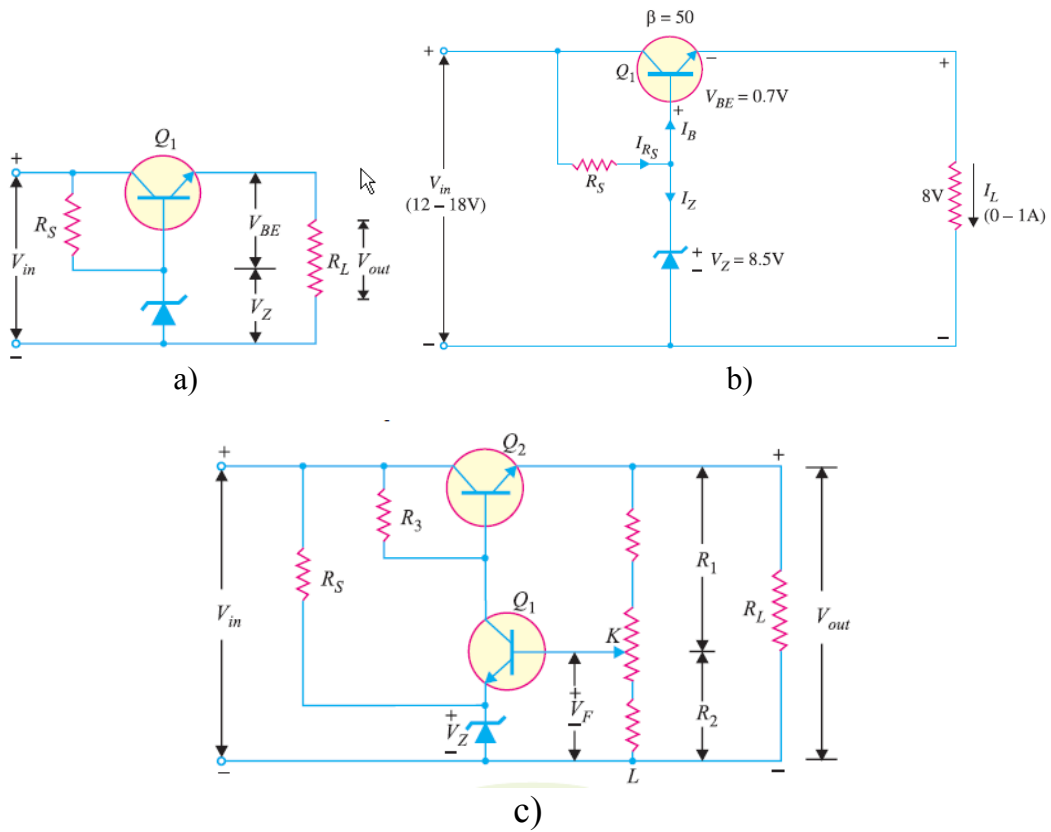 Q1
+
RS
Vin
VBE
RL
Vout
VZ
−
a)
β = 50
+
Q1
−
+
VBE = 0.7V
+
IB
IRS
RS
Vin
(12 – 18V)
IZ
8V
IL
(0 – 1A)
+
−
VZ = 8.5V
−
−
b)
+
Q2
+
R3
RS
R1
Q1
Vin
K
RL
Vout
+
VF
−
R2
+
VZ
−
−
L
−
c)